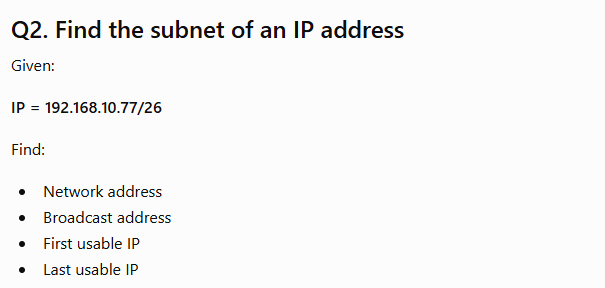 Q2. Find the subnet of an IP address
Given:
IP = 192.168.10.77/26
Find:
• Network address
• Broadcast address
• First usable IP
• Last usable IP